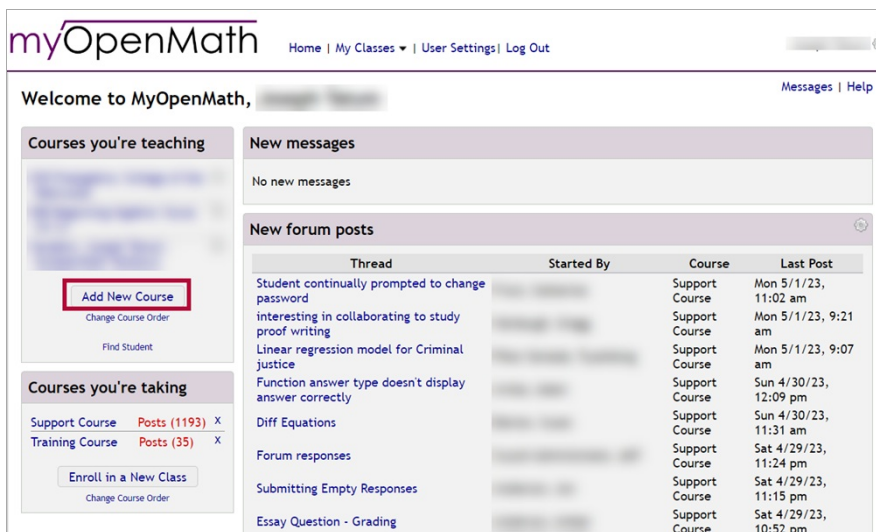 myOpenMath
Home | My Classes ▾ | User Settings | Log Out
Messages | Help
Welcome to MyOpenMath,
Courses you're teaching
Add New Course
Change Course Order
Find Student
Courses you're taking
Support Course Posts (1193) X
Training Course Posts (35) X
Enroll in a New Class
Change Course Order
New messages
No new messages
New forum posts
Thread Started By Course Last Post
Student continually prompted to change Support Mon 5/1/23,
password Course 11:02 am
interesting in collaborating to study Support Mon 5/1/23, 9:21
proof writing Course am
Linear regression model for Criminal Support Mon 5/1/23, 9:07
justice Course am
Function answer type doesn't display Support Sun 4/30/23,
answer correctly Course 12:09 pm
Diff Equations Support Sun 4/30/23,
Course 11:31 am
Forum responses Support Sat 4/29/23,
Course 11:24 pm
Submitting Empty Responses Support Sat 4/29/23,
Course 11:15 pm
Essay Question - Grading Support Sat 4/29/23,
Course 10:52 pm